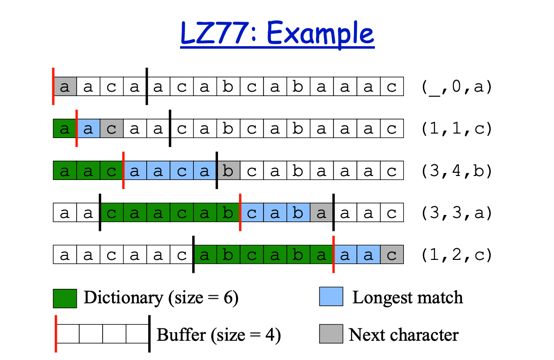 LZ77: Example
a a c a a c a b c a b a a a c (_,0,a)
a a c a a c a b c a b a a a c (1,1,c)
a a c a a c a b c a b a a a c (3,4,b)
a a c a a c a b c a b a a a c (3,3,a)
a a c a a c a b c a b a a a c (1,2,c)
Dictionary (size = 6) Longest match
Buffer (size = 4) Next character